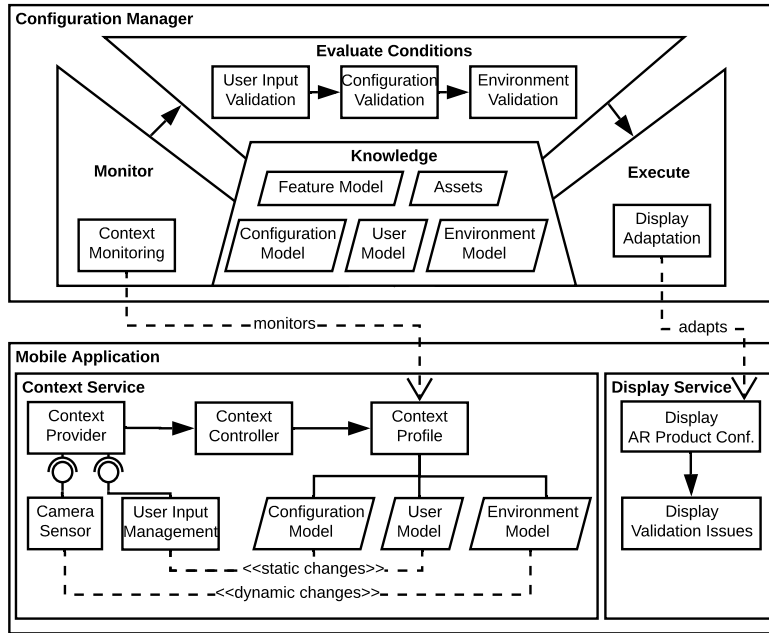 Configuration Manager
Evaluate Conditions
User Input
Validation
Configuration
Validation
Environment
Validation
Monitor
Knowledge
Execute
Feature Model
Assets
Context
Monitoring
Configuration
Model
User
Model
Environment
Model
Display
Adaptation
monitors
adapts
Mobile Application
Context Service
Context
Provider
Context
Controller
Context
Profile
Camera
Sensor
User Input
Management
Configuration
Model
User
Model
Environment
Model
<<static changes>>
<<dynamic changes>>
Display Service
Display
AR Product Conf.
Display
Validation Issues